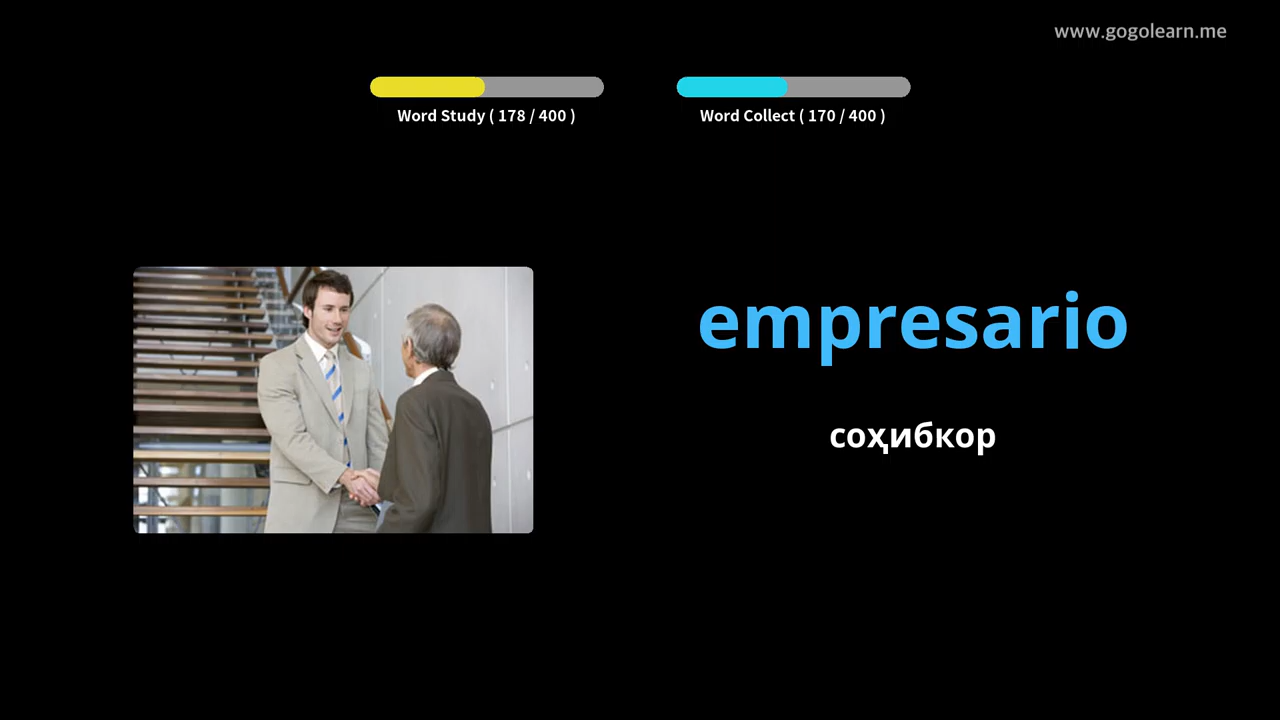 www.gogolearn.me
Word Study ( 178 / 400 )
Word Collect ( 170 / 400 )
empresario
соҳибкор